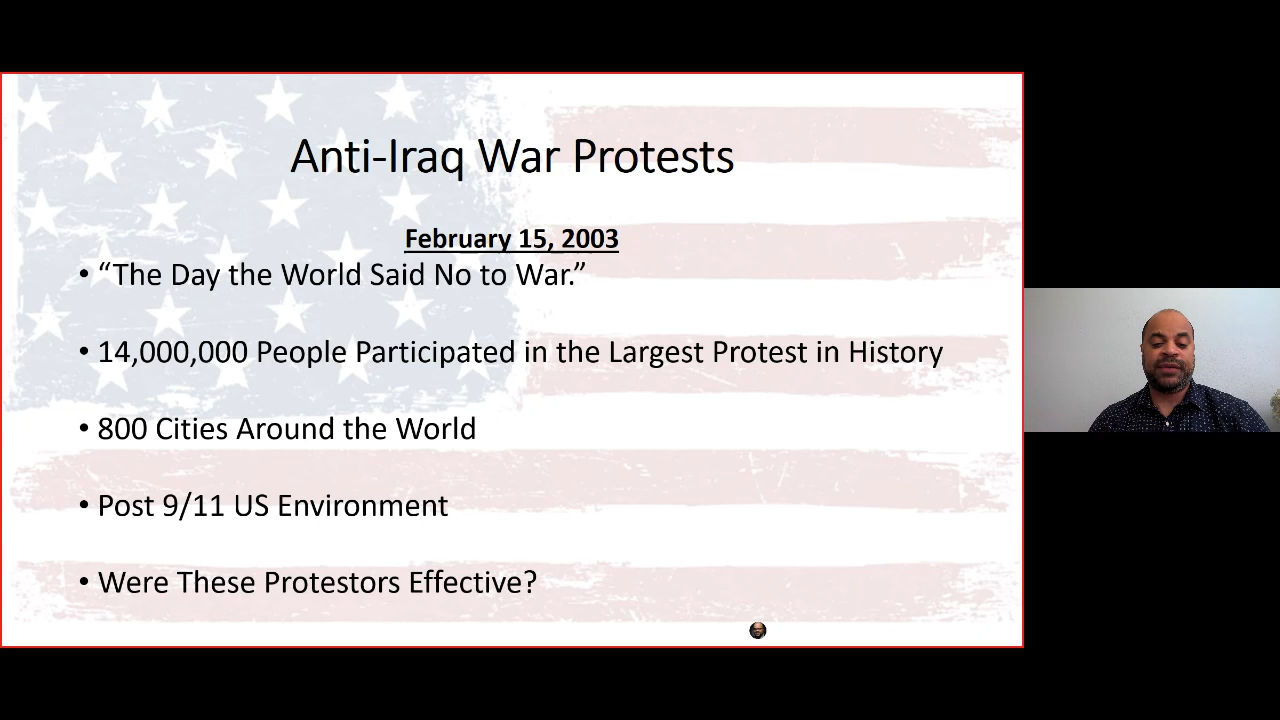 Anti-Iraq War Protests
February 15, 2003
• “The Day the World Said No to War.”
• 14,000,000 People Participated in the Largest Protest in History
• 800 Cities Around the World
• Post 9/11 US Environment
• Were These Protestors Effective?